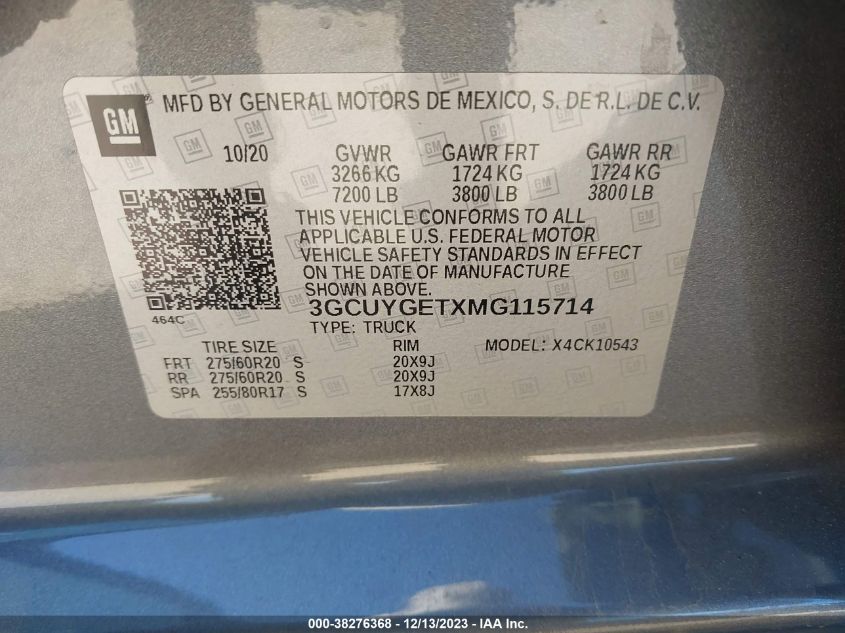 GM ® MFD BY GENERAL MOTORS DE MEXICO, S. DE R.L. DE C.V.
10/20 GVWR GAWR FRT GAWR RR
3266 KG 1724 KG 1724 KG
7200 LB 3800 LB 3800 LB
THIS VEHICLE CONFORMS TO ALL
APPLICABLE U.S. FEDERAL MOTOR
VEHICLE SAFETY STANDARDS IN EFFECT
ON THE DATE OF MANUFACTURE
SHOWN ABOVE.
464C 3GCUYGETXMG115714
TYPE: TRUCK
TIRE SIZE RIM MODEL: X4CK10543
FRT 275/60R20 S 20X9J
RR 275/60R20 S 20X9J
SPA 255/80R17 S 17X8J
000-38276368 - 12/13/2023 - IAA Inc.